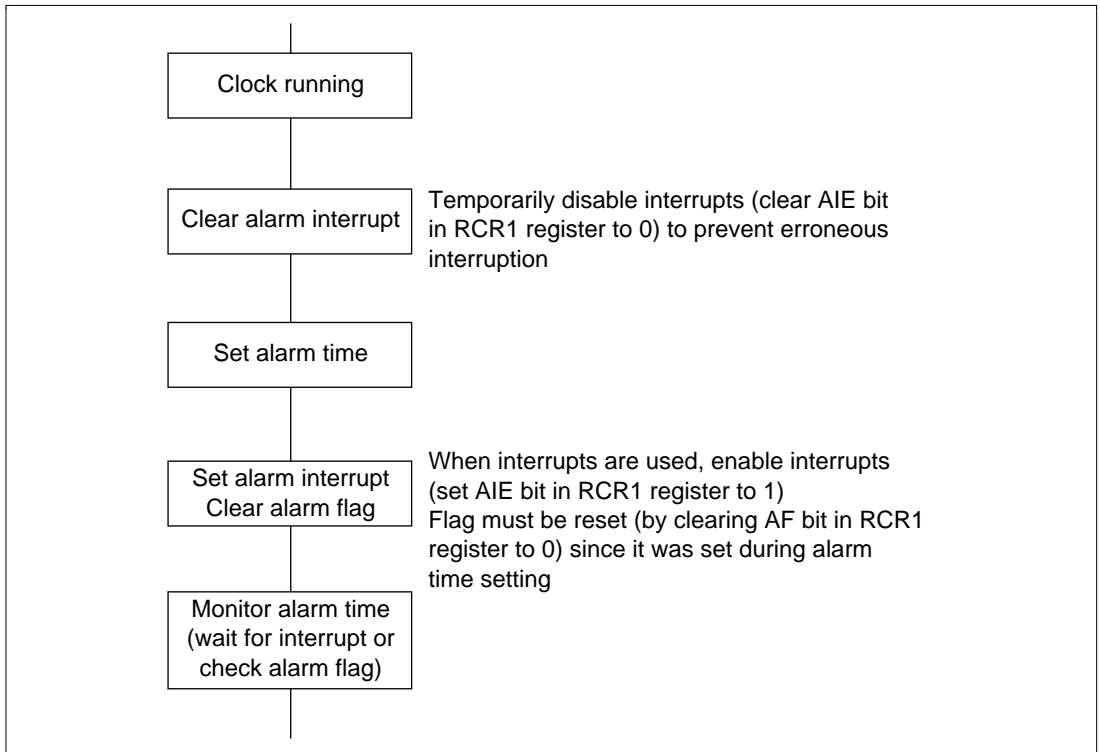 Clock running
Clear alarm interrupt
Temporarily disable interrupts (clear AIE bit
in RCR1 register to 0) to prevent erroneous
interruption
Set alarm time
Set alarm interrupt
Clear alarm flag
When interrupts are used, enable interrupts
(set AIE bit in RCR1 register to 1)
Flag must be reset (by clearing AF bit in RCR1
register to 0) since it was set during alarm
time setting
Monitor alarm time
(wait for interrupt or
check alarm flag)